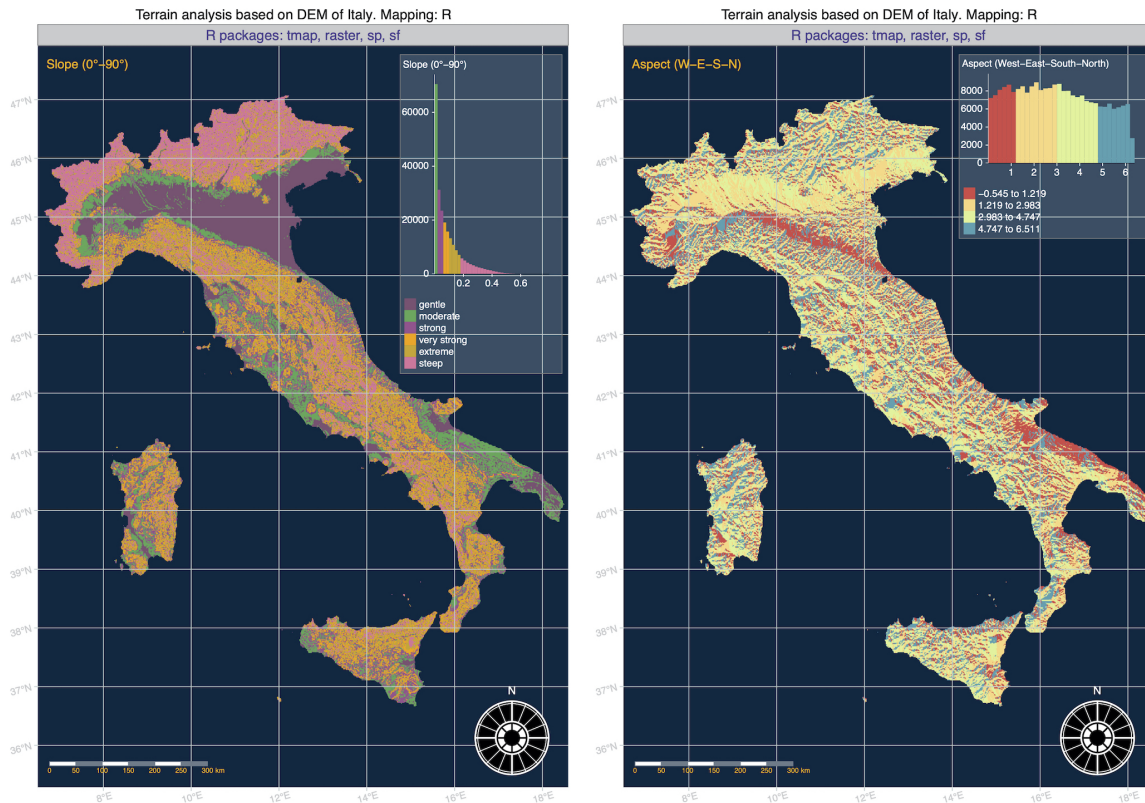 Terrain analysis based on DEM of Italy. Mapping: R
R packages: tmap, raster, sp, sf
Slope (0°–90°)
Slope (0°–90°)
60000
40000
20000
0
0.2 0.4 0.6
gentle
moderate
strong
very strong
extreme
steep
47°N
46°N
45°N
44°N
43°N
42°N
41°N
40°N
39°N
38°N
37°N
36°N
N
0 50 100 150 200 300 km
8°E 10°E 12°E 14°E 16°E 18°E
Terrain analysis based on DEM of Italy. Mapping: R
R packages: tmap, raster, sp, sf
Aspect (W–E–S–N)
Aspect (West–East–South–North)
8000
6000
4000
2000
0
1 2 3 4 5 6
−0.545 to 1.219
1.219 to 2.983
2.983 to 4.747
4.747 to 6.511
47°N
46°N
45°N
44°N
43°N
42°N
41°N
40°N
39°N
38°N
37°N
36°N
N
0 50 100 150 200 300 km
8°E 10°E 12°E 14°E 16°E 18°E